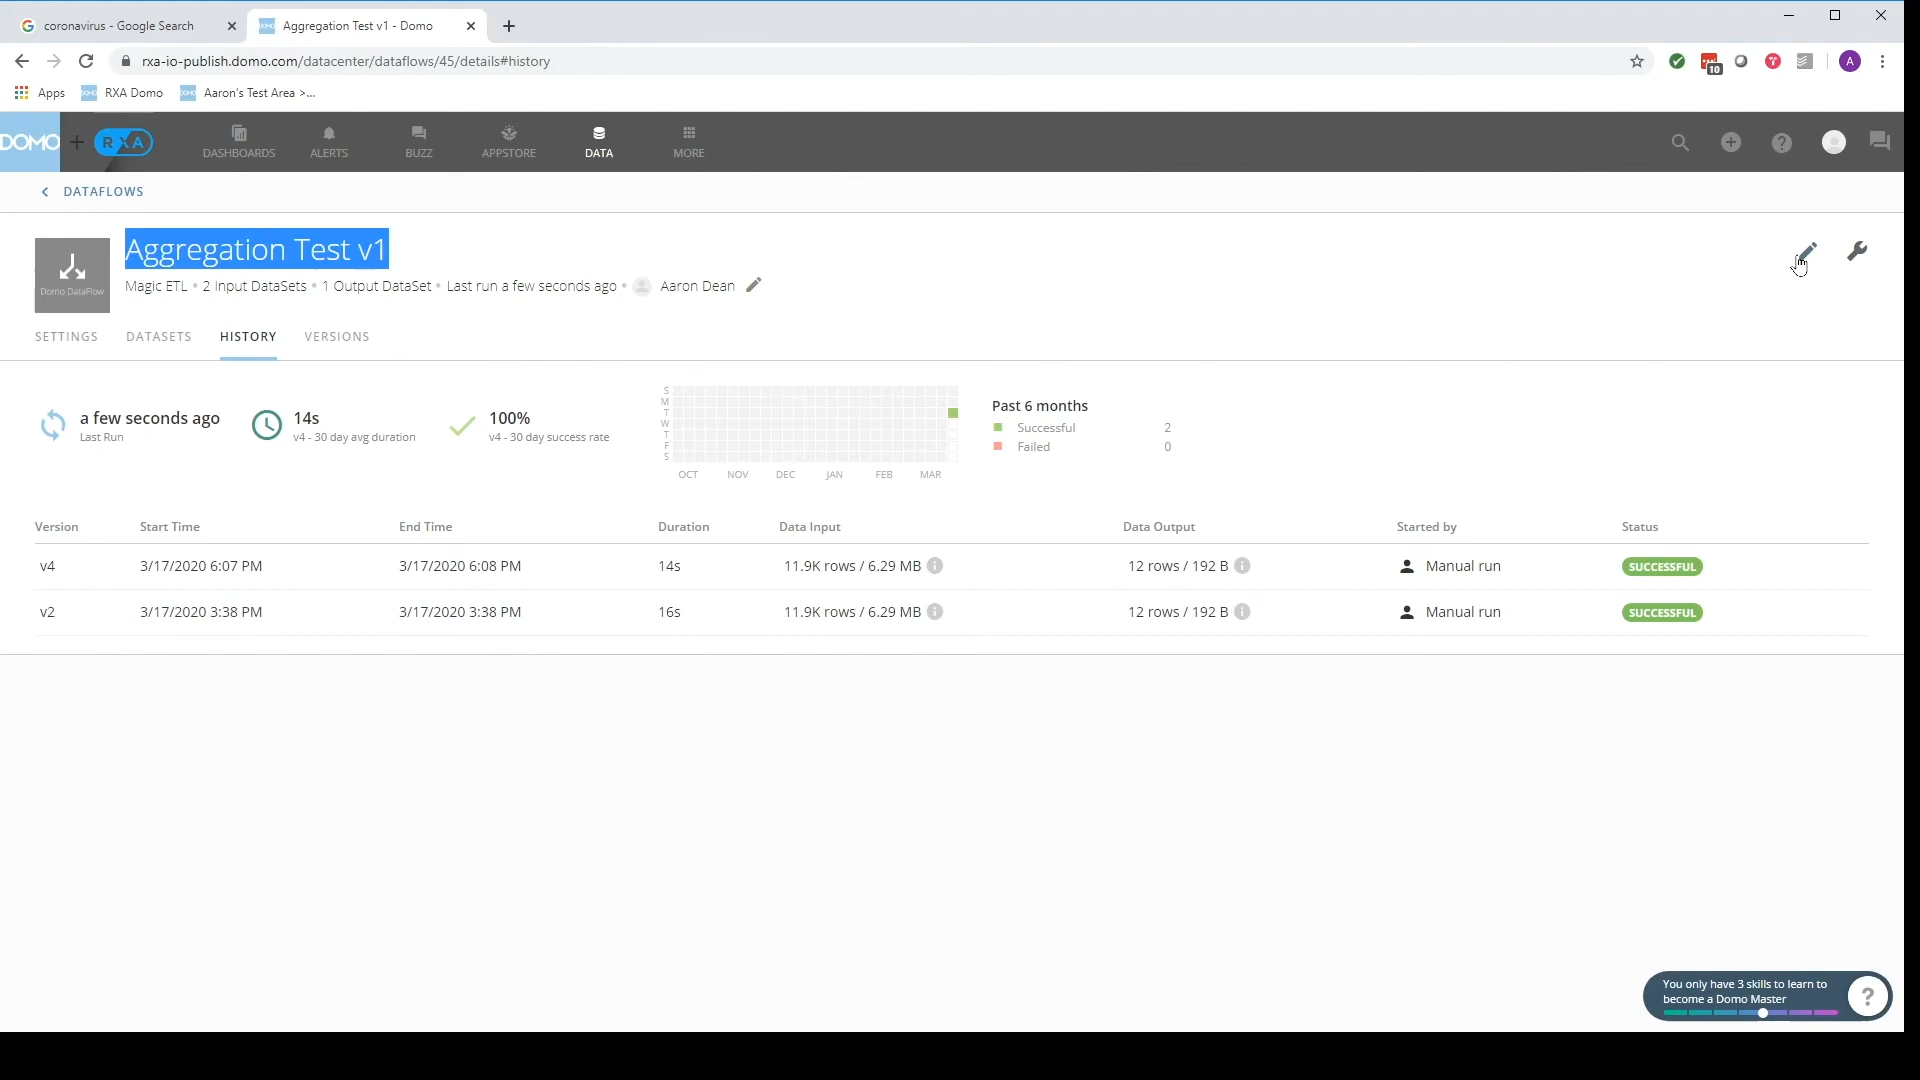 coronavirus - Google Search
Aggregation Test v1 - Domo
rxa-io-publish.domo.com/datacenter/dataflows/45/details#history
10
A
Apps
RXA Domo
Aaron's Test Area >...
DOMO
RXA
DASHBOARDS
ALERTS
BUZZ
APPSTORE
DATA
MORE
DATAFLOWS
Aggregation Test v1
Domo DataFlow
Magic ETL • 2 Input DataSets • 1 Output DataSet • Last run a few seconds ago • Aaron Dean
SETTINGS
DATASETS
HISTORY
VERSIONS
a few seconds ago
Last Run
14s
v4 - 30 day avg duration
100%
v4 - 30 day success rate
S
M
T
W
T
F
S
OCT NOV DEC JAN FEB MAR
Past 6 months
Successful 2
Failed 0
Version Start Time End Time Duration Data Input Data Output Started by Status
v4 3/17/2020 6:07 PM 3/17/2020 6:08 PM 14s 11.9K rows / 6.29 MB 12 rows / 192 B Manual run SUCCESSFUL
v2 3/17/2020 3:38 PM 3/17/2020 3:38 PM 16s 11.9K rows / 6.29 MB 12 rows / 192 B Manual run SUCCESSFUL
You only have 3 skills to learn to
become a Domo Master
?